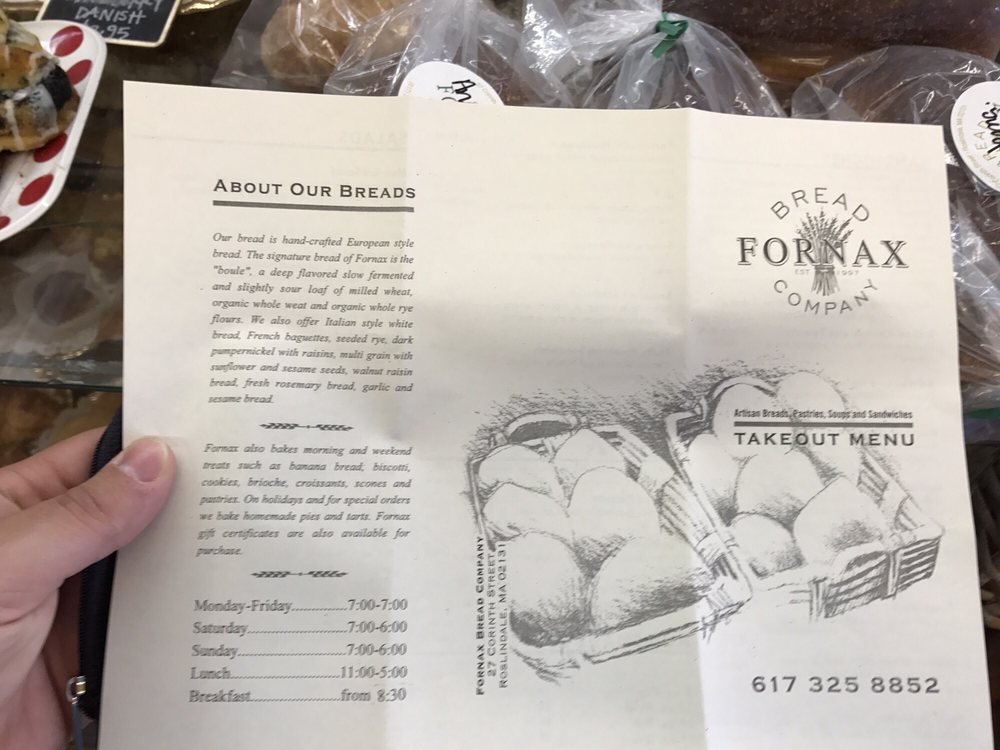 DANISH
.95
ABOUT OUR BREADS
Our bread is hand-crafted European style
bread. The signature bread of Fornax is the
"boule", a deep flavored slow fermented
and slightly sour loaf of milled wheat,
organic whole weat and organic whole rye
flours. We also offer Italian style white
bread, French baguettes, seeded rye, dark
pumpernickel with raisins, multi grain with
sunflower and sesame seeds, walnut raisin
bread, fresh rosemary bread, garlic and
sesame bread.
Fornax also bakes morning and weekend
treats such as banana bread, biscotti,
cookies, brioche, croissants, scones and
pastries. On holidays and for special orders
we bake homemade pies and tarts. Fornax
gift certificates are also available for
purchase.
Monday-Friday..............7:00-7:00
Saturday.........................7:00-6:00
Sunday...........................7:00-6:00
Lunch...........................11:00-5:00
Breakfast......................from 8:30
FORNAX BREAD COMPANY
27 CORINTH STREET
ROSLINDALE, MA 02131
BREAD
FORNAX
EST 1997
COMPANY
Artisan Breads, Pastries, Soups and Sandwiches
TAKEOUT MENU
617 325 8852